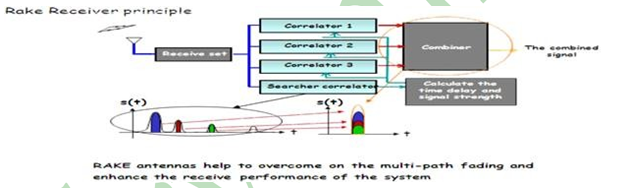 Rake Receiver principle
Correlator 1
Correlator 2
Correlator 3
Searcher correlator
Receive set
Combiner
The combined
signal
Calculate the
time delay and
signal strength
s(t)
s(t)
t
t
RAKE antennas help to overcome on the multi-path fading and
enhance the receive performance of the system